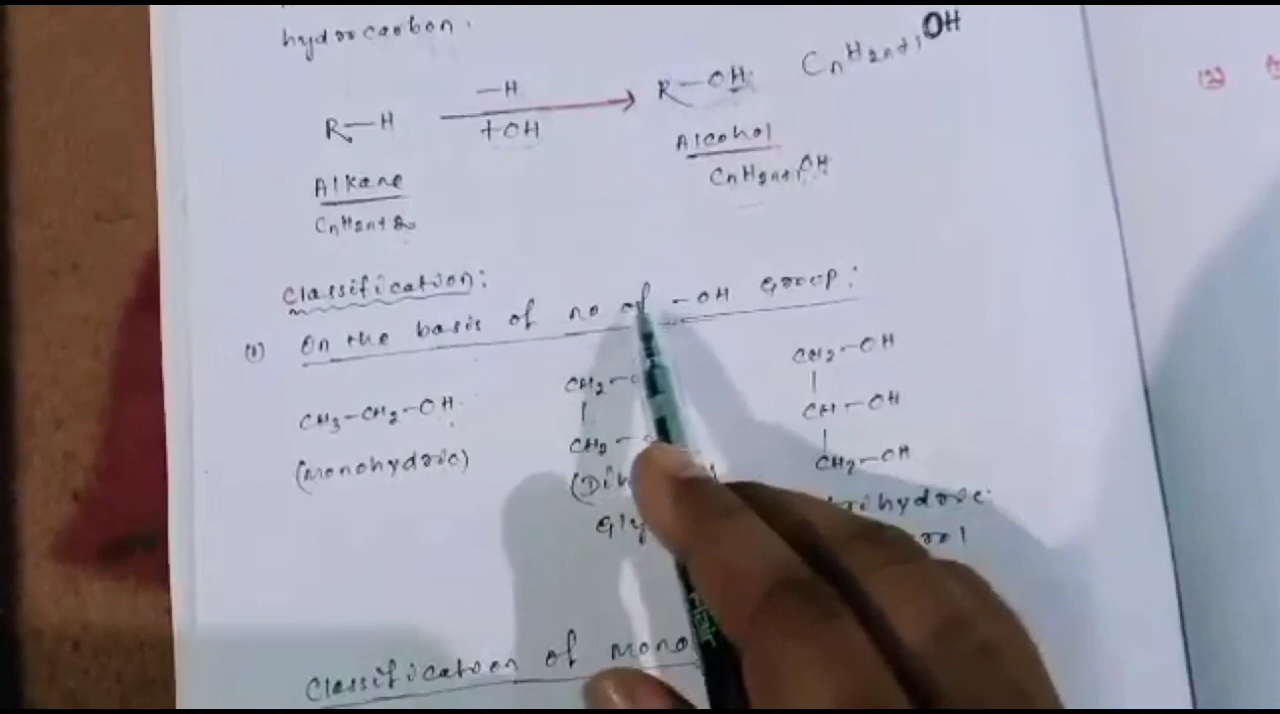 hydrocarbon.
R—H —H +OH R—OH CnH2n+1OH
Alkane Alcohol
CnH2n+2 CnH2n+1OH
Classification:
(1) On the basis of no of —OH Group:
CH3—CH2—OH CH2— CH2—OH
(Monohydric) CH2— CH—OH
CH2—OH
Classification of mono
(2)